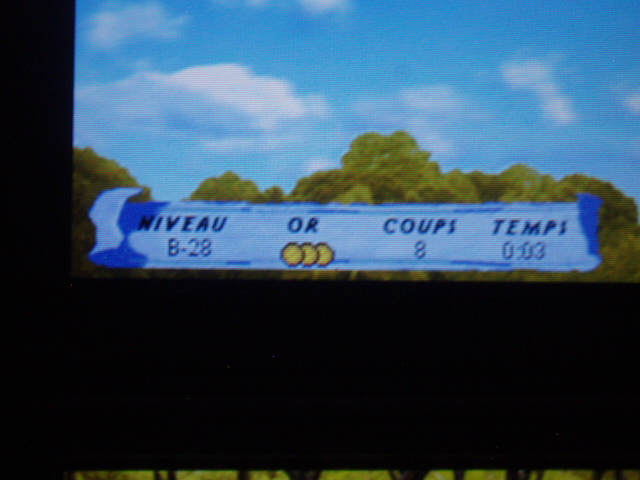 NIVEAU OR COUPS TEMPS
B-28 8 0:03